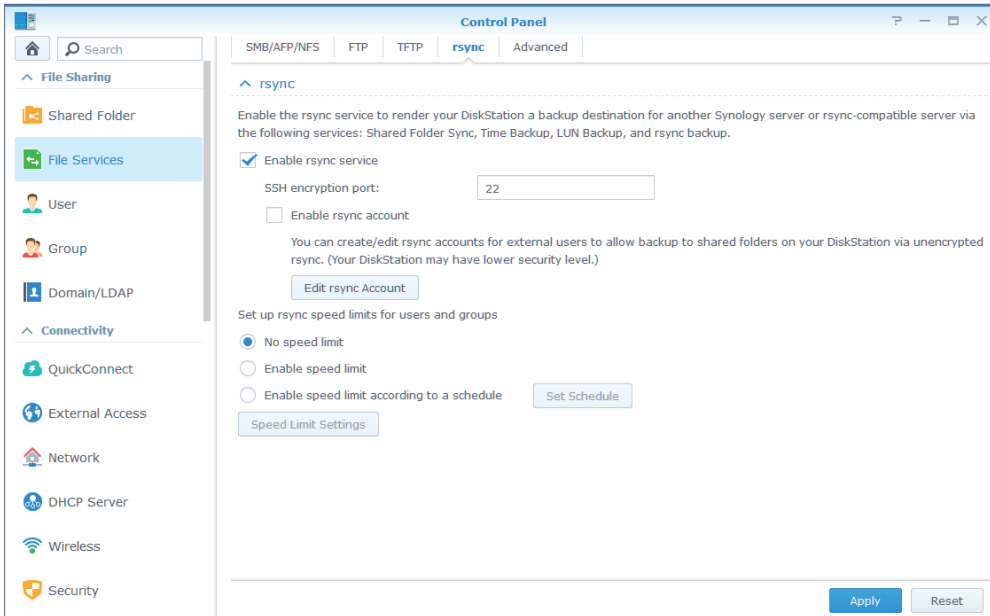 Control Panel
Search
File Sharing
Shared Folder
File Services
User
Group
Domain/LDAP
Connectivity
QuickConnect
External Access
Network
DHCP Server
Wireless
Security
SMB/AFP/NFS FTP TFTP rsync Advanced
rsync
Enable the rsync service to render your DiskStation a backup destination for another Synology server or rsync-compatible server via
the following services: Shared Folder Sync, Time Backup, LUN Backup, and rsync backup.
Enable rsync service
SSH encryption port: 22
Enable rsync account
You can create/edit rsync accounts for external users to allow backup to shared folders on your DiskStation via unencrypted
rsync. (Your DiskStation may have lower security level.)
Edit rsync Account
Set up rsync speed limits for users and groups
No speed limit
Enable speed limit
Enable speed limit according to a schedule Set Schedule
Speed Limit Settings
Apply Reset